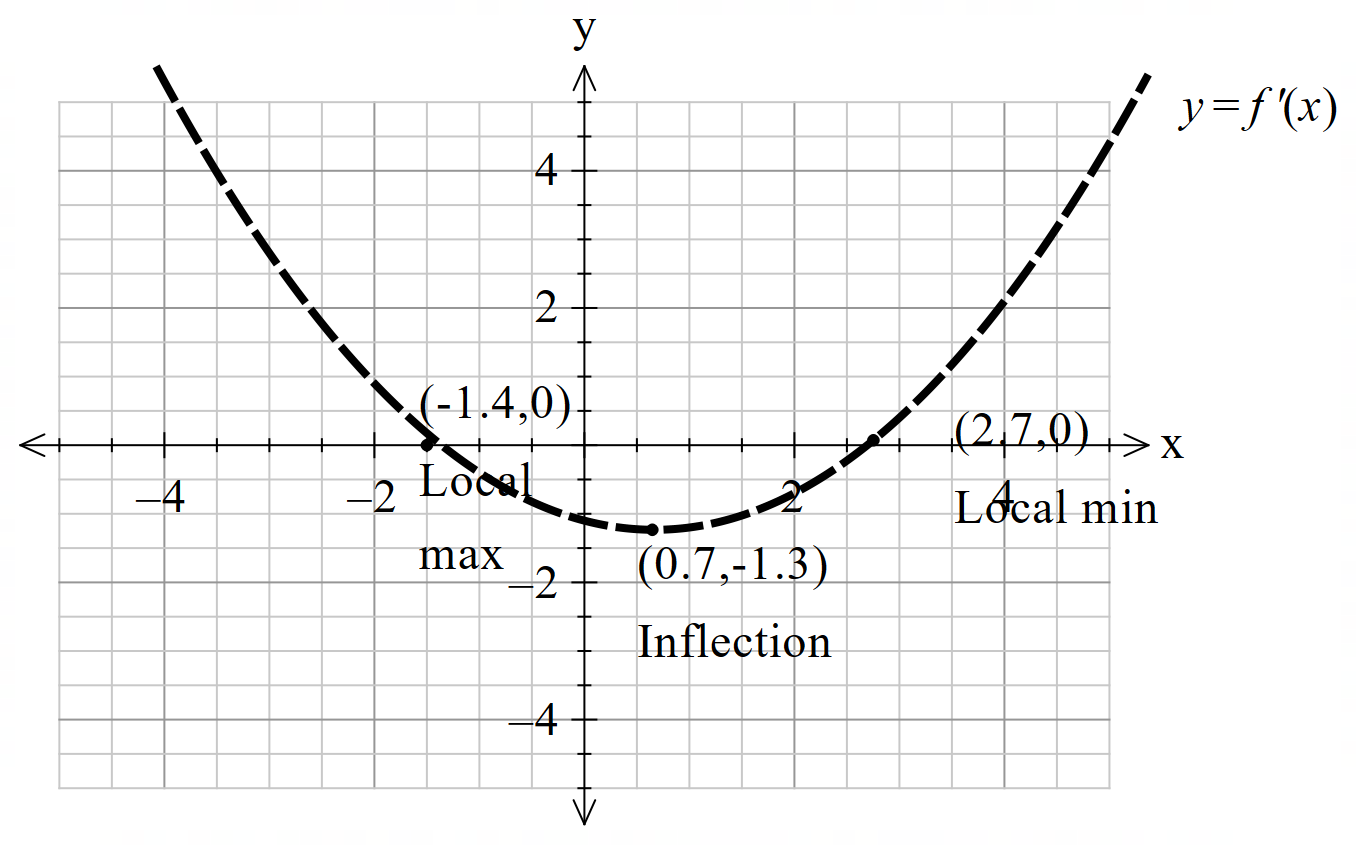 y
y=f'(x)
4
2
(-1.4,0)
(2.7,0)
x
–4
–2
Local
2
4
Local min
max
–2
(0.7,-1.3)
Inflection
–4